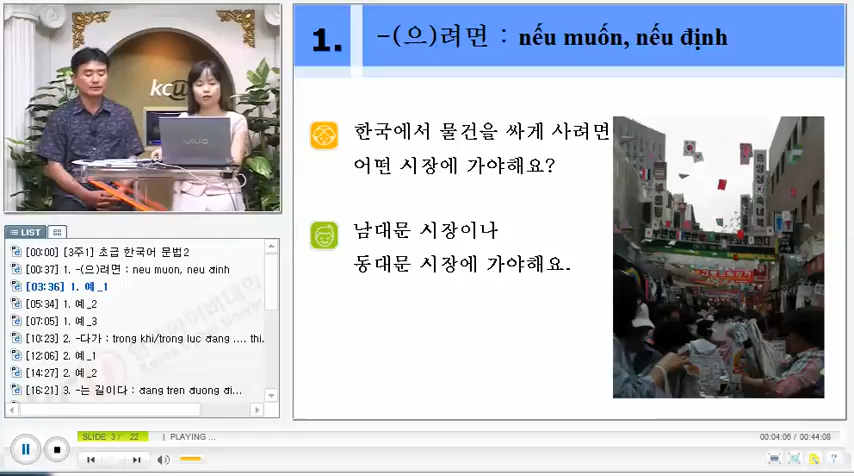 kcu
VAIO
1. -(으)려면 : nếu muốn, nếu định
한국에서 물건을 싸게 사려면
어떤 시장에 가야해요?
남대문 시장이나
동대문 시장에 가야해요.
LIST
[00:00] [3주1] 초급 한국어 문법2
[00:37] 1. -(으)려면 : neu muon, neu dinh
[03:36] 1. 예_1
[05:34] 1. 예_2
[07:05] 1. 예_3
[10:23] 2. -다가 : trong khi/trong luc dang .... thi.
[12:06] 2. 예_1
[14:27] 2. 예_2
[16:21] 3. -는 길이다 : dang tren duong di...
SLIDE 3 / 22 | PLAYING ...
00:04:06 / 00:44:08